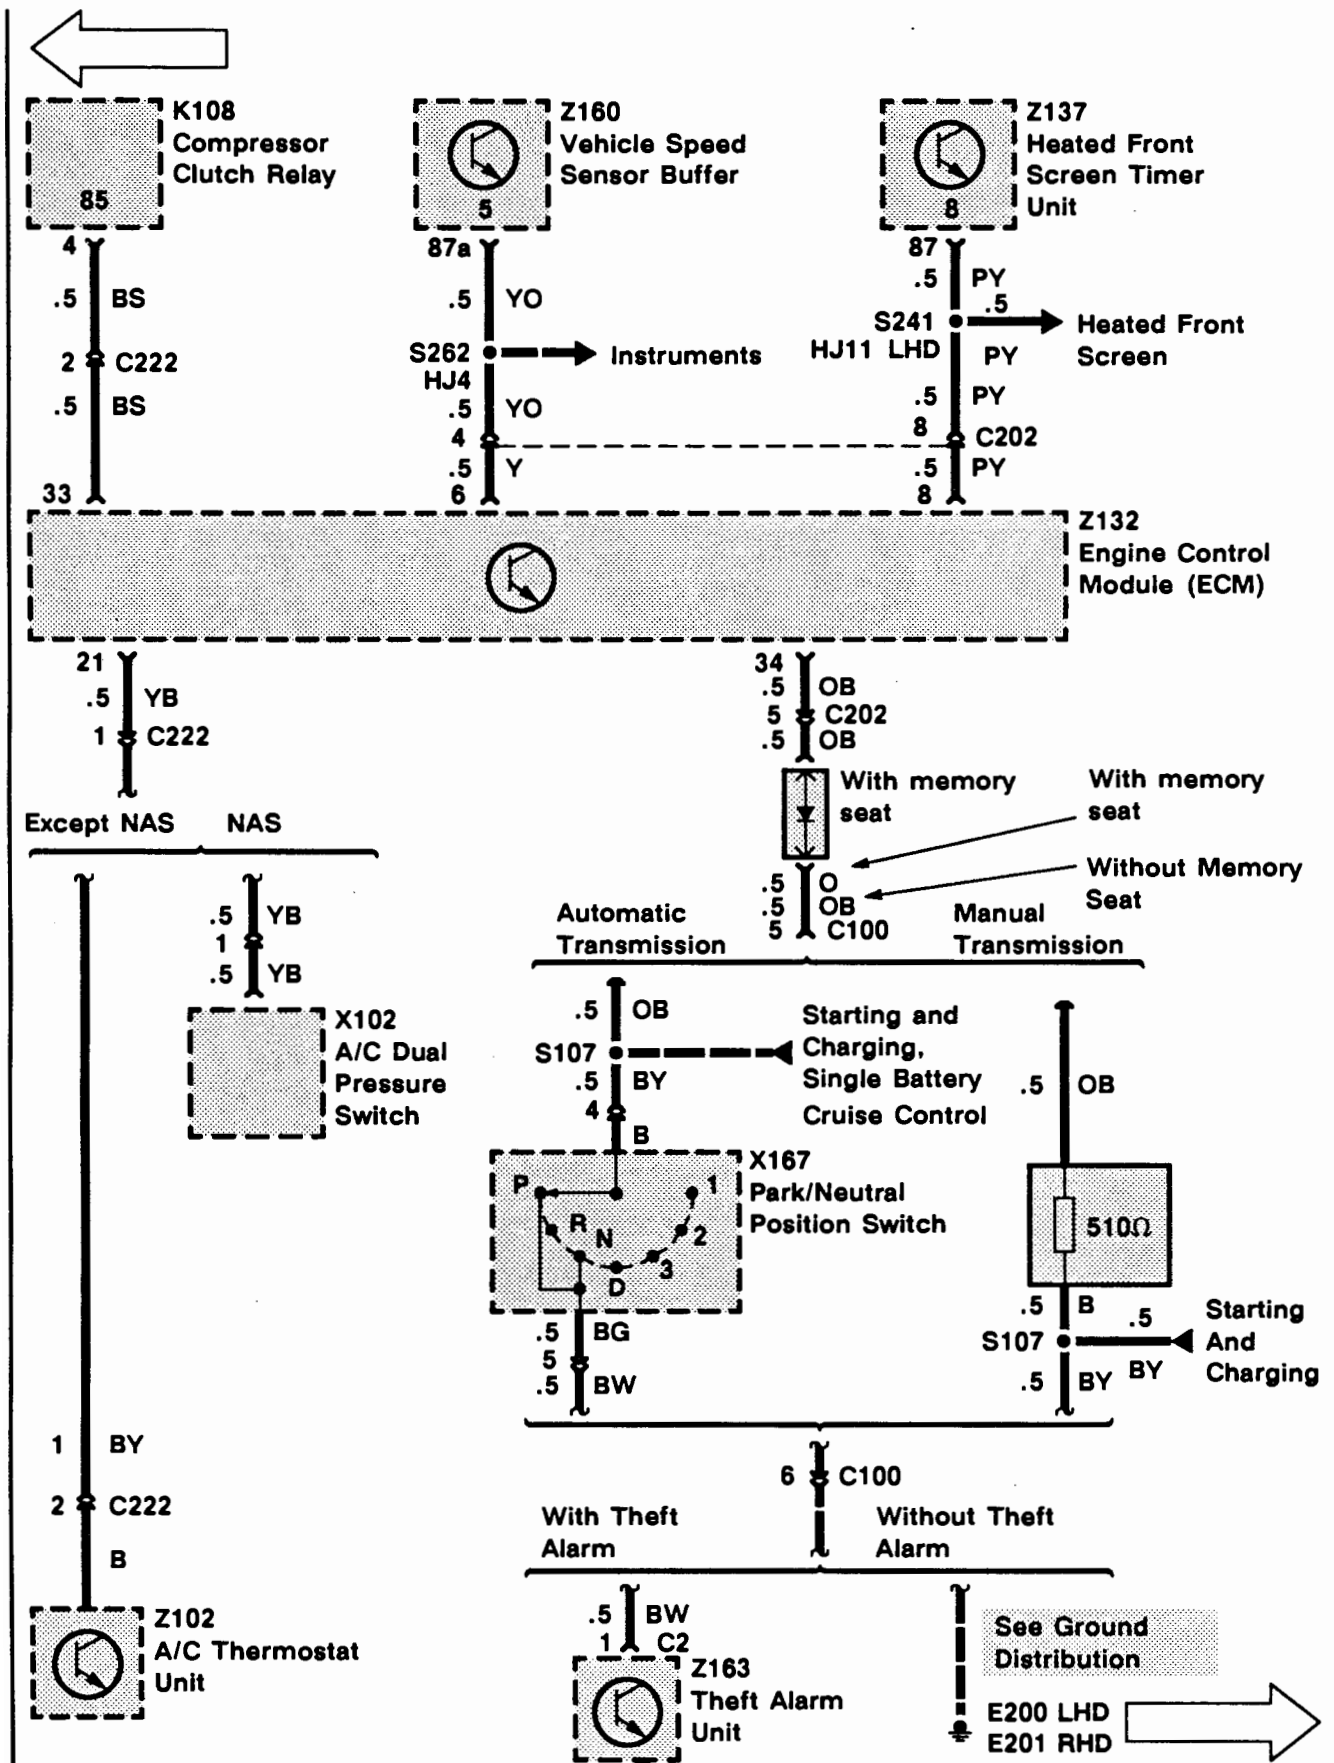 K108
Compressor
Clutch Relay
85
Z160
Vehicle Speed
Sensor Buffer
5
Z137
Heated Front
Screen Timer
Unit
8
4
.5 BS
2 C222
.5 BS
33
87a
.5 YO
S262
HJ4
Instruments
.5 YO
4
.5 Y
6
87
.5 PY
.5
S241
HJ11 LHD
PY
Heated Front
Screen
.5 PY
8 C202
.5 PY
8
Z132
Engine Control
Module (ECM)
21
.5 YB
1 C222
34
.5 OB
5 C202
.5 OB
With memory
seat
With memory
seat
Without Memory
Seat
.5 O
.5 OB
5 C100
Except NAS NAS
.5 YB
1
.5 YB
X102
A/C Dual
Pressure
Switch
Automatic
Transmission
Manual
Transmission
.5 OB
S107
Starting and
Charging,
Single Battery
Cruise Control
.5 BY
4
B
X167
Park/Neutral
Position Switch
P
R
N
D
3
2
1
.5 BG
5
.5 BW
.5 OB
510Ω
.5 B
.5
S107
BY
Starting
And
Charging
.5 BY
1 BY
2 C222
B
Z102
A/C Thermostat
Unit
6 C100
With Theft
Alarm
Without Theft
Alarm
.5 BW
1 C2
Z163
Theft Alarm
Unit
See Ground
Distribution
E200 LHD
E201 RHD